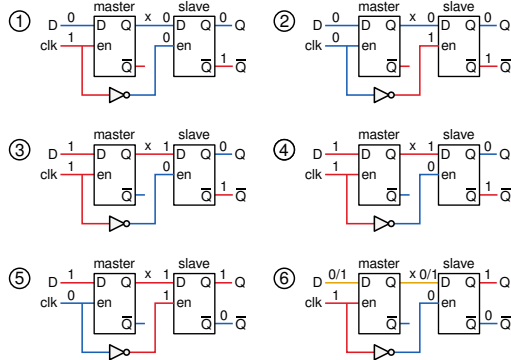 ① master slave
D 0 D Q x 0 D Q 0 Q
clk 1 en 0 en
Q̅ Q̅ 1 Q̅
② master slave
D 0 D Q x 0 D Q 0 Q
clk 0 en 1 en
Q̅ Q̅ 1 Q̅
③ master slave
D 1 D Q x 1 D Q 0 Q
clk 1 en 0 en
Q̅ Q̅ 1 Q̅
④ master slave
D 1 D Q x 1 D Q 0 Q
clk 1 en 0 en
Q̅ Q̅ 1 Q̅
⑤ master slave
D 1 D Q x 1 D Q 1 Q
clk 0 en 1 en
Q̅ Q̅ 0 Q̅
⑥ master slave
D 0/1 D Q x 0/1 D Q 1 Q
clk 1 en 0 en
Q̅ Q̅ 0 Q̅